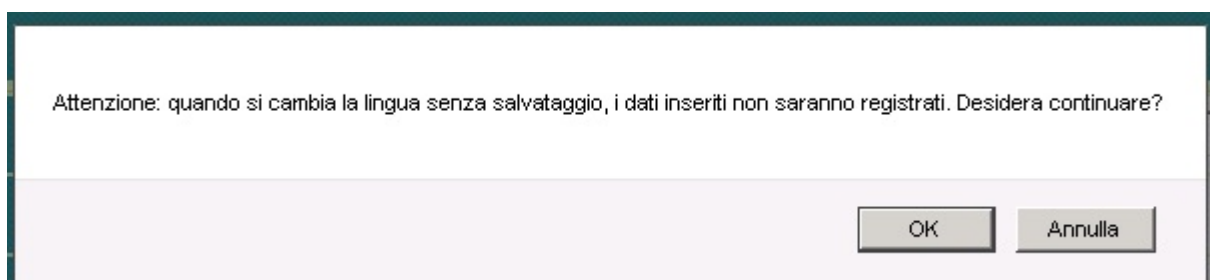 Attenzione: quando si cambia la lingua senza salvataggio, i dati inseriti non saranno registrati. Desidera continuare?
OK Annulla